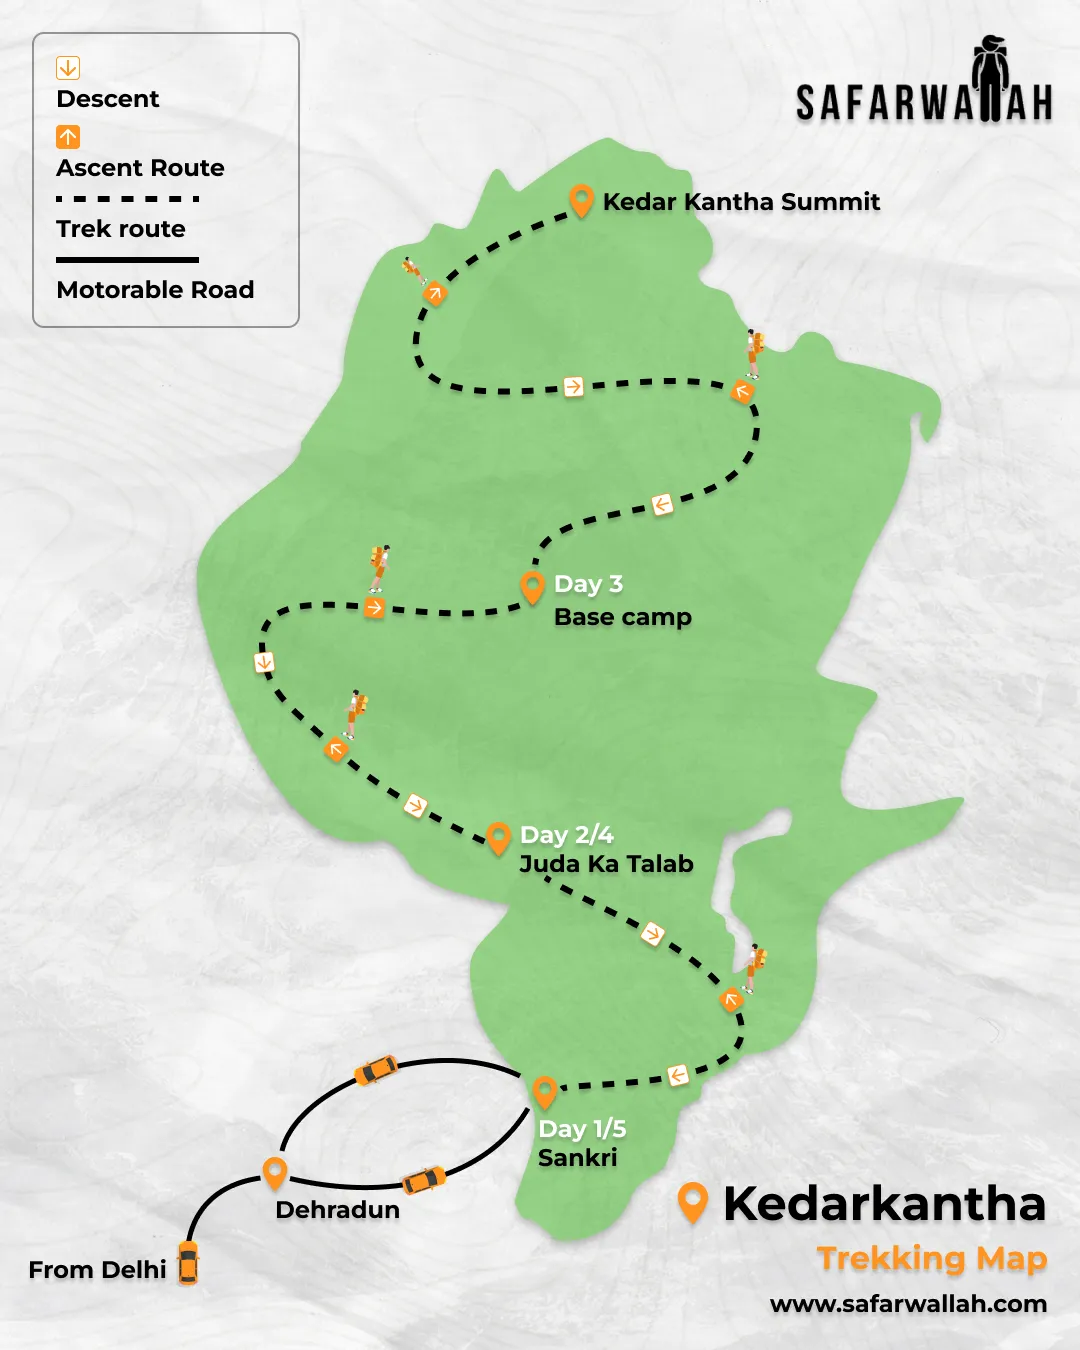 Descent
Ascent Route
Trek route
Motorable Road
SAFARWALLAH
Kedar Kantha Summit
Day 3
Base camp
Day 2/4
Juda Ka Talab
Day 1/5
Sankri
Dehradun
From Delhi
Kedarkantha
Trekking Map
www.safarwallah.com